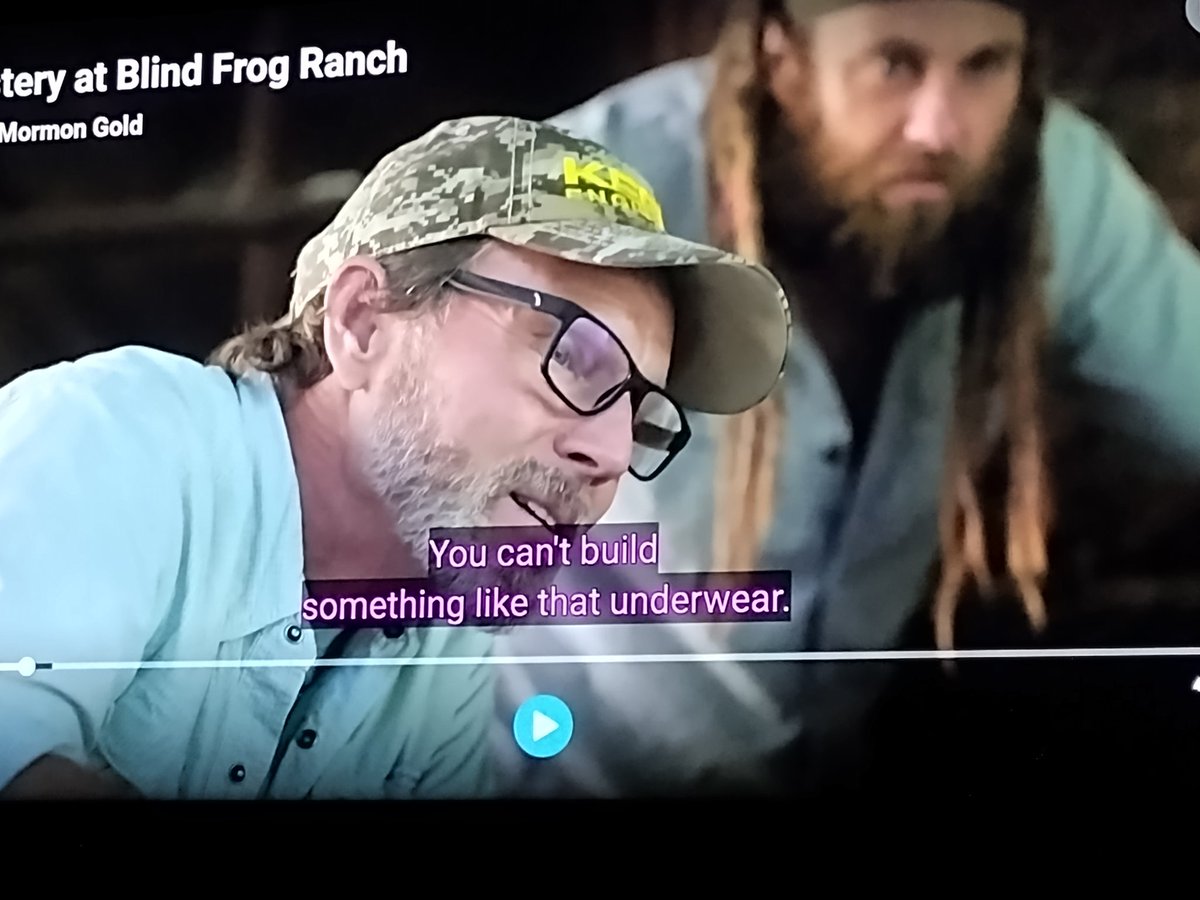 tery at Blind Frog Ranch
Mormon Gold
You can't build
something like that underwear.